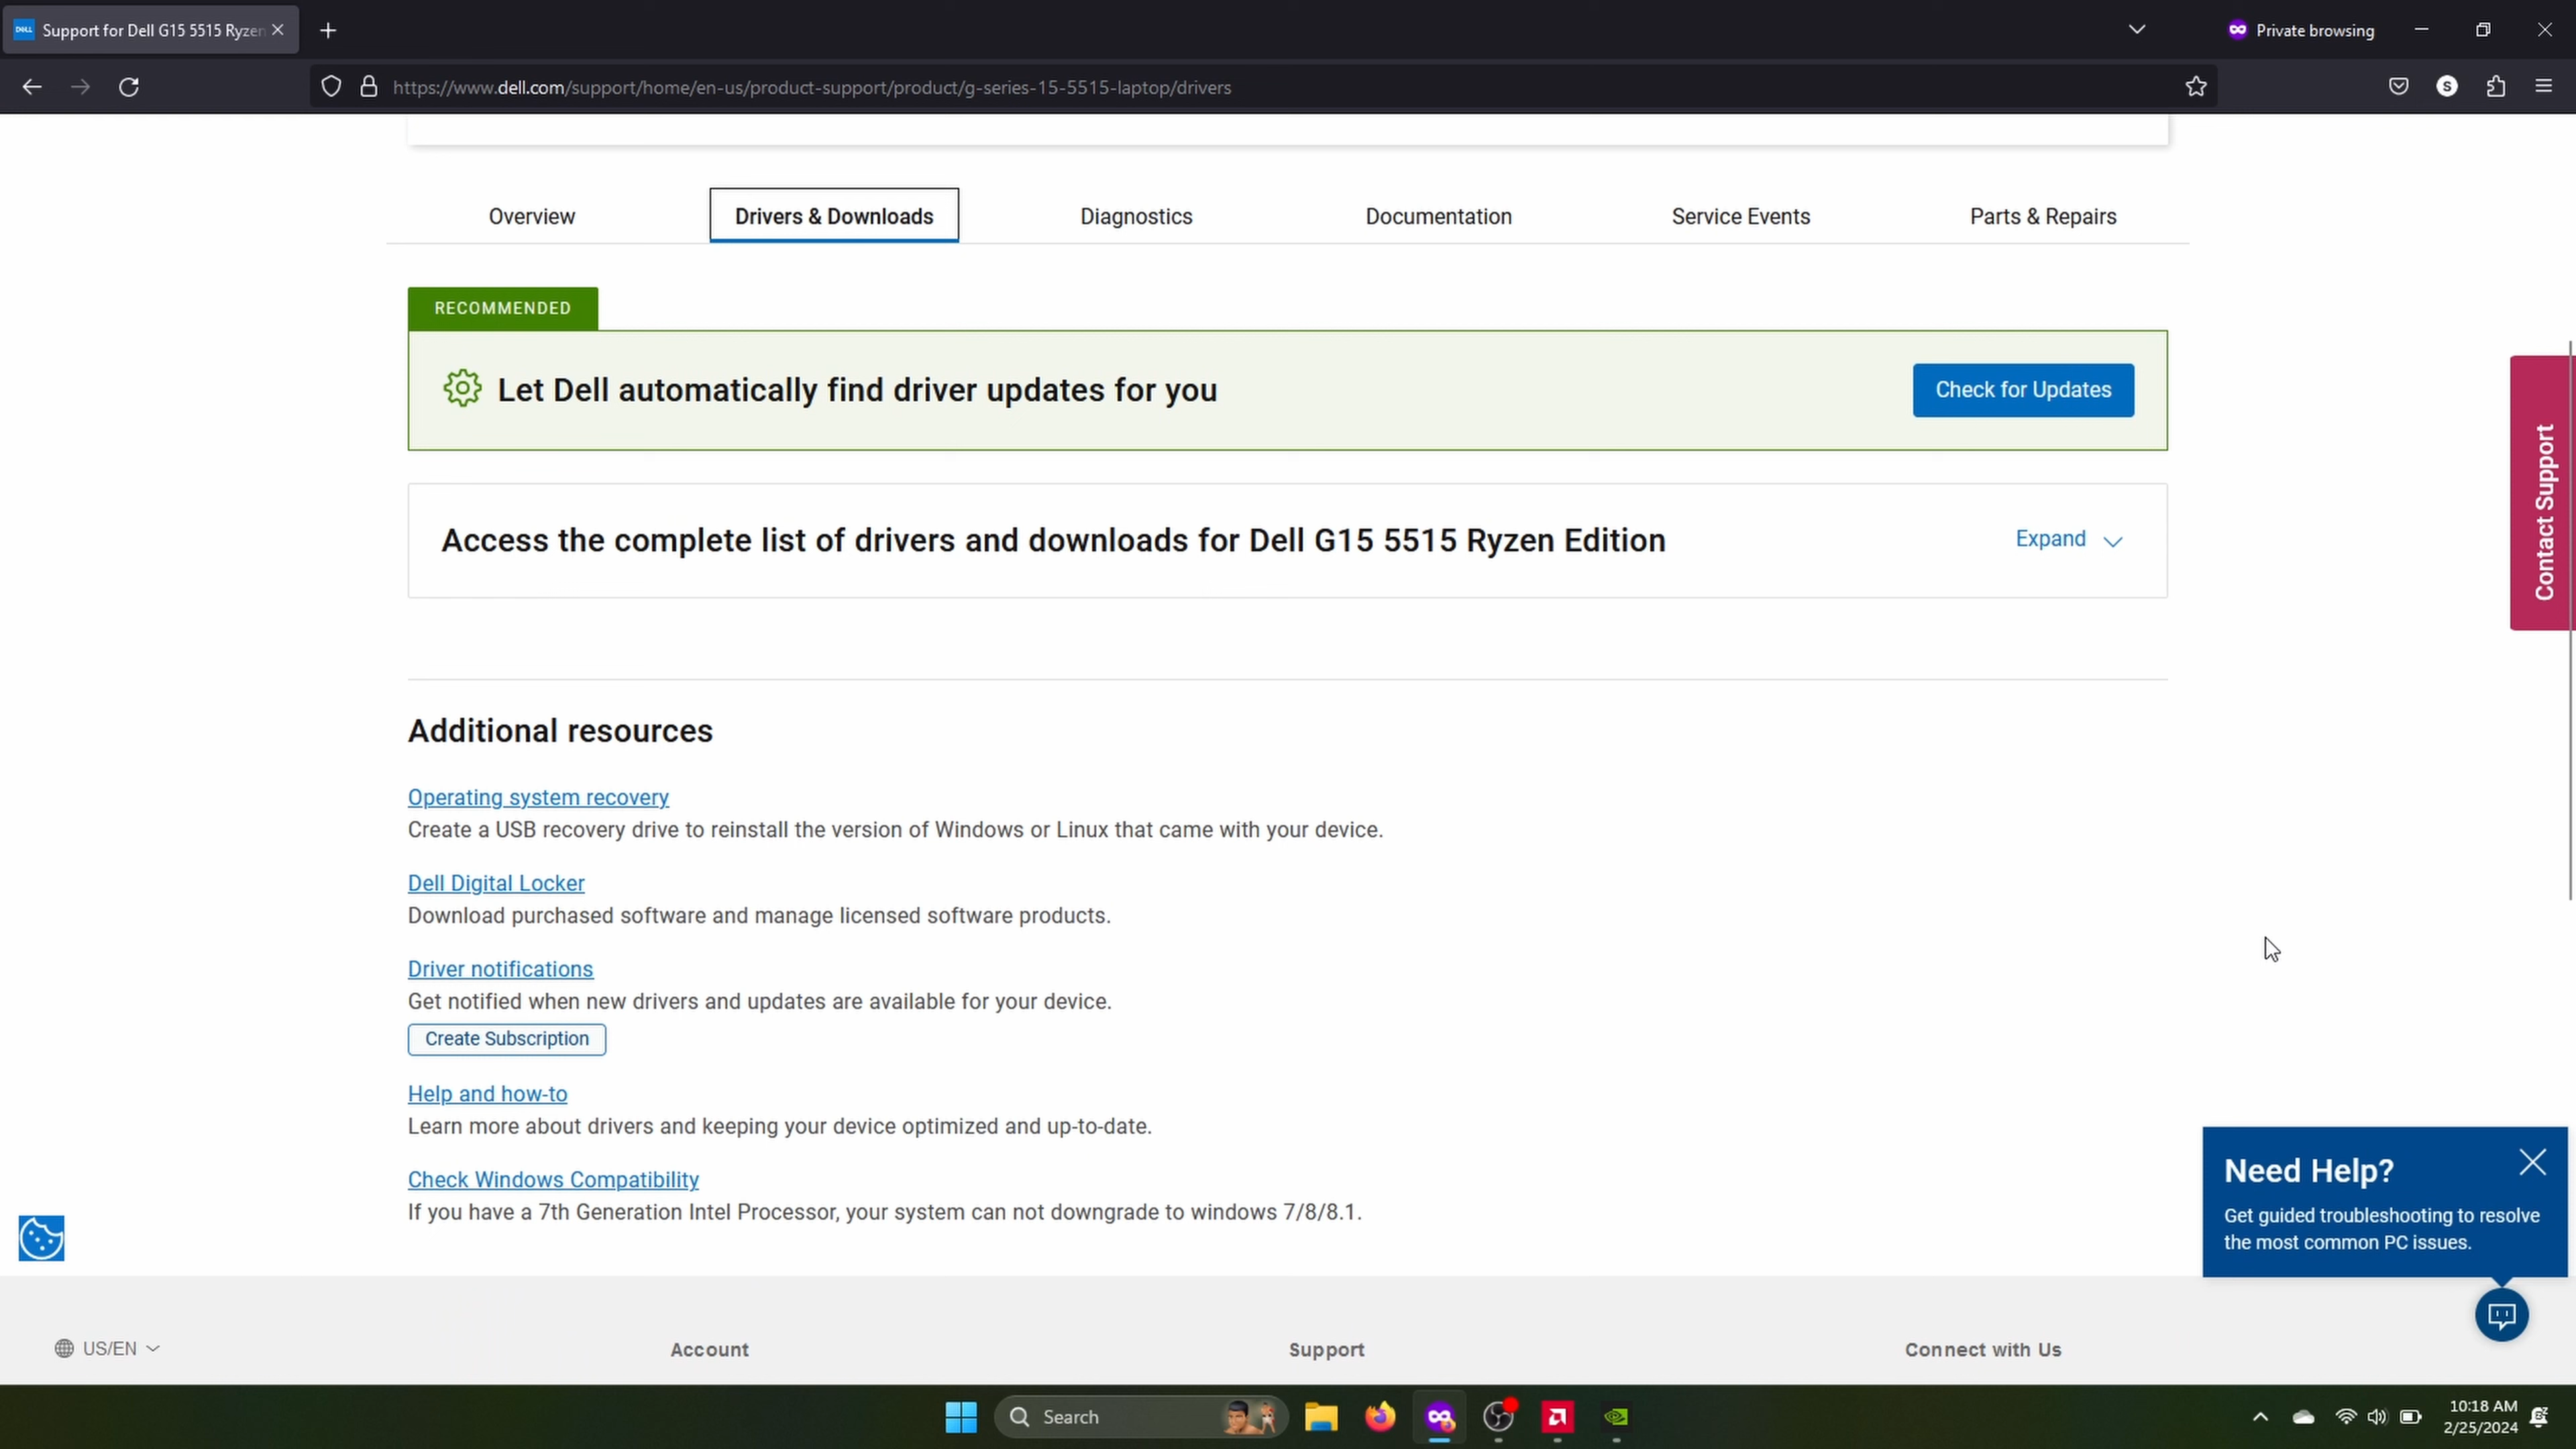 Support for Dell G15 5515 Ryzen
Private browsing
https://www.dell.com/support/home/en-us/product-support/product/g-series-15-5515-laptop/drivers
S
Overview
Drivers & Downloads
Diagnostics
Documentation
Service Events
Parts & Repairs
RECOMMENDED
Let Dell automatically find driver updates for you
Check for Updates
Access the complete list of drivers and downloads for Dell G15 5515 Ryzen Edition
Expand
Contact Support
Additional resources
Operating system recovery
Create a USB recovery drive to reinstall the version of Windows or Linux that came with your device.
Dell Digital Locker
Download purchased software and manage licensed software products.
Driver notifications
Get notified when new drivers and updates are available for your device.
Create Subscription
Help and how-to
Learn more about drivers and keeping your device optimized and up-to-date.
Check Windows Compatibility
If you have a 7th Generation Intel Processor, your system can not downgrade to windows 7/8/8.1.
Need Help?
Get guided troubleshooting to resolve
the most common PC issues.
US/EN
Account
Support
Connect with Us
Search
10:18 AM
2/25/2024